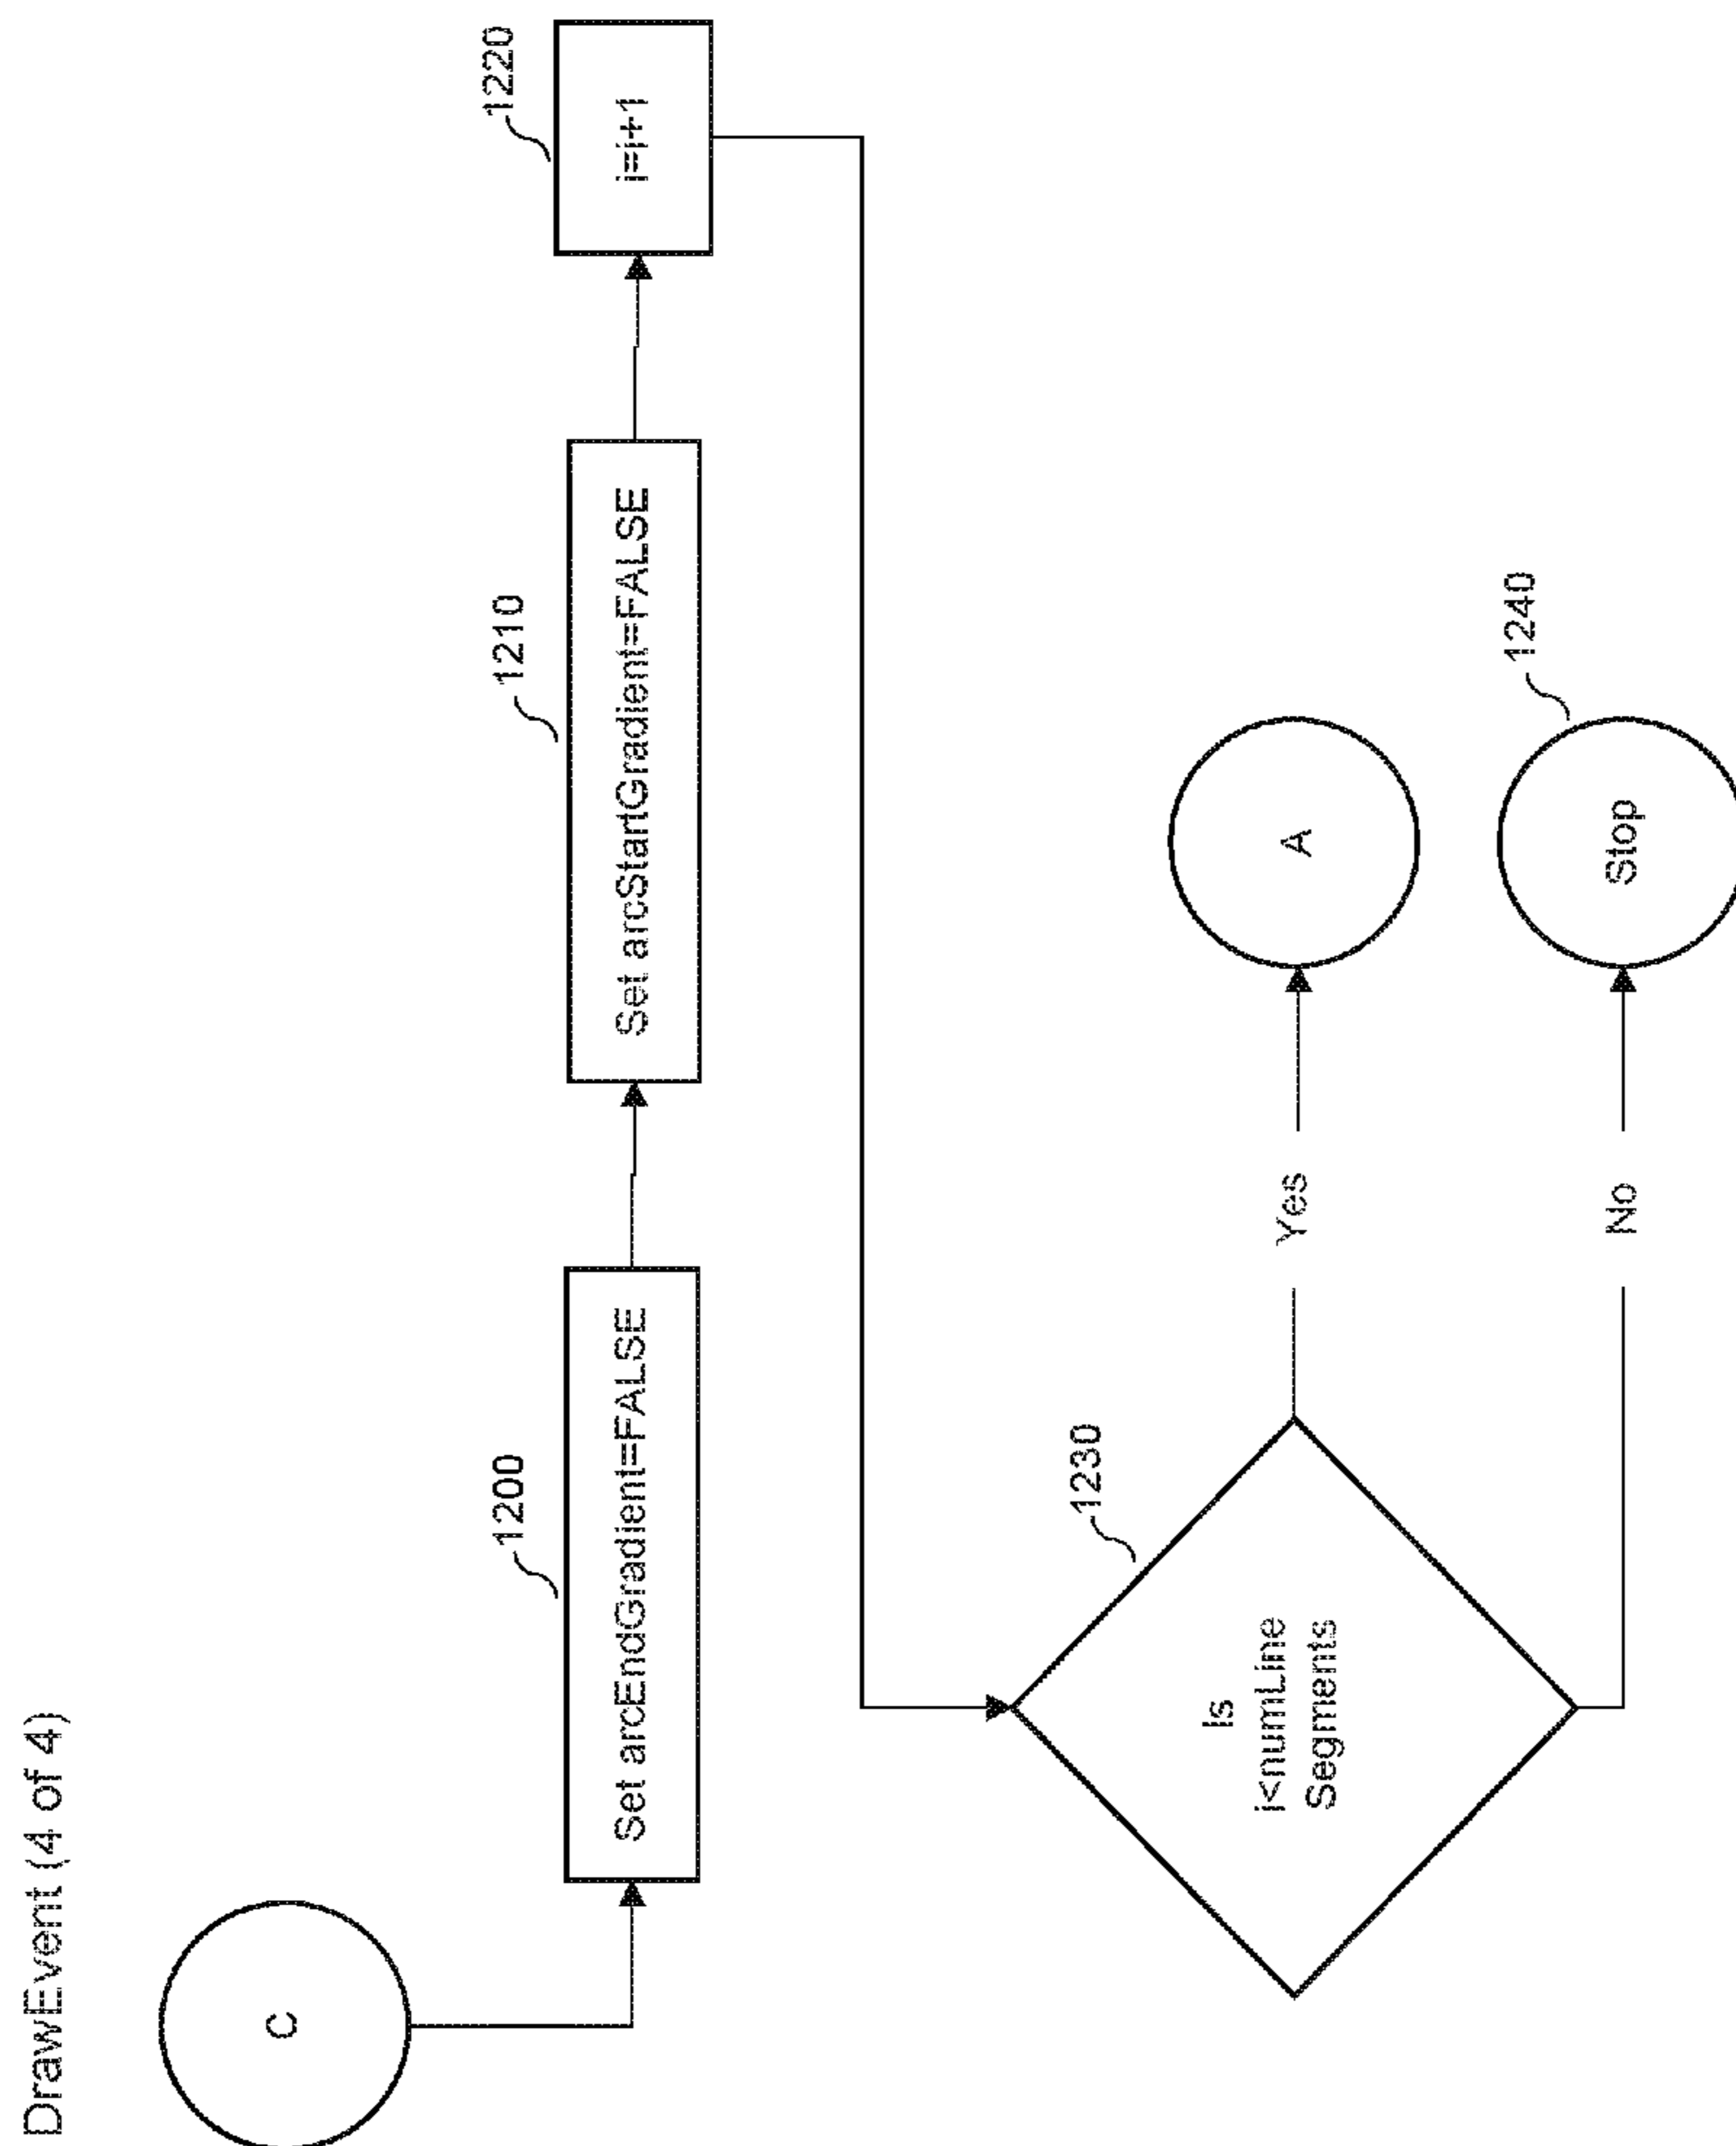 DrawEvent (4 of 4)
C
1200
Set arcEndGradient=FALSE
1210
Set arcStartGradient=FALSE
1220
i=i+1
1230
Is
i<numLine
Segments
Yes
A
No
1240
Stop